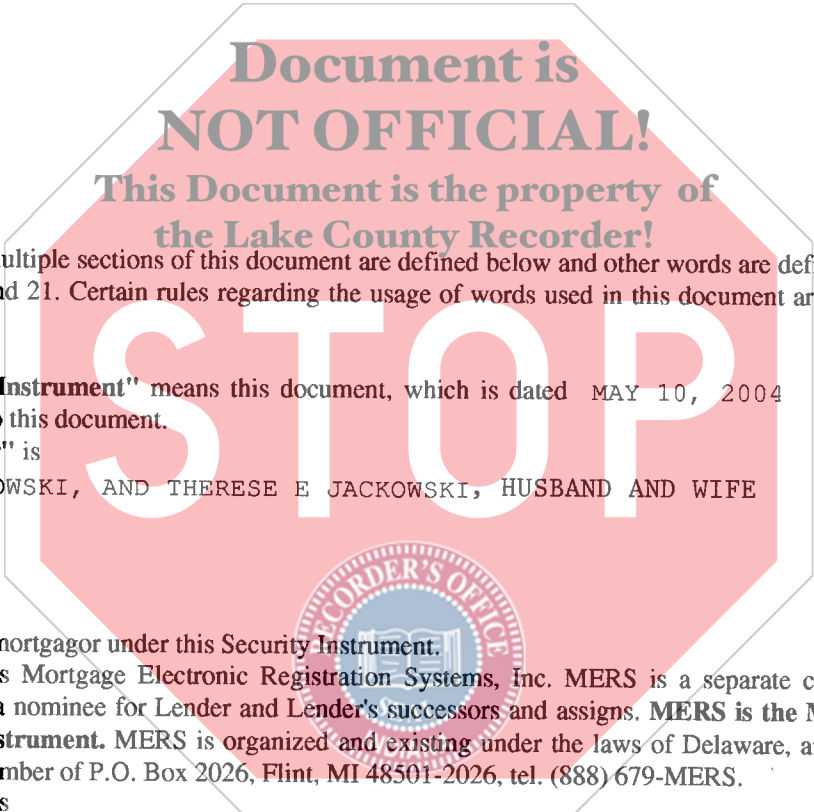 Document is
NOT OFFICIAL!
This Document is the property of
the Lake County Recorder!
ultiple sections of this document are defined below and other words are defi
nd 21. Certain rules regarding the usage of words used in this document ar
STOP
Instrument" means this document, which is dated MAY 10, 2004
this document.
" is
OWSKI, AND THERESE E JACKOWSKI, HUSBAND AND WIFE
RECORDER'S OFFICE
mortgagor under this Security Instrument.
s Mortgage Electronic Registration Systems, Inc. MERS is a separate c
a nominee for Lender and Lender's successors and assigns. MERS is the M
strument. MERS is organized and existing under the laws of Delaware, a
mber of P.O. Box 2026, Flint, MI 48501-2026, tel. (888) 679-MERS.
s